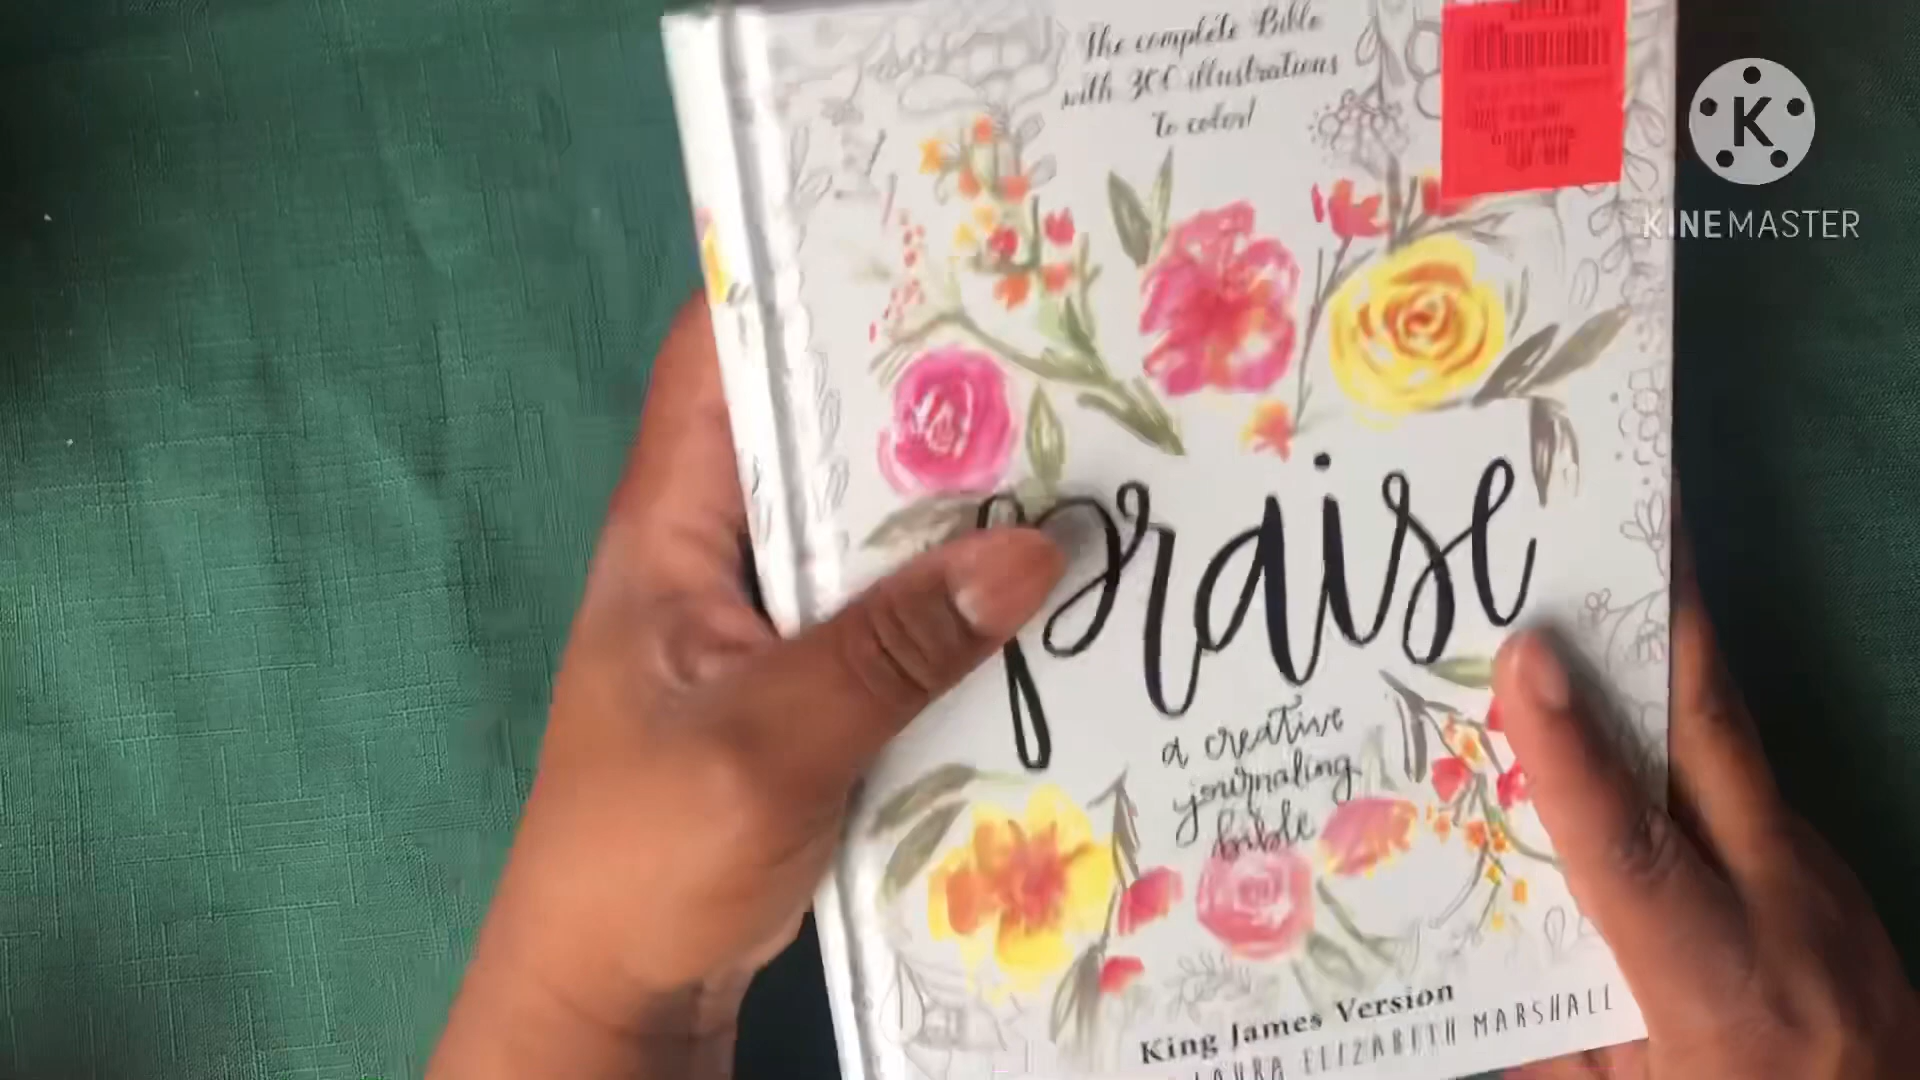 The complete Bible
with 300 illustrations
to color!
K
KINEMASTER
praise
a creative
journaling
bible
King James Version
LAURA ELIZABETH MARSHALL